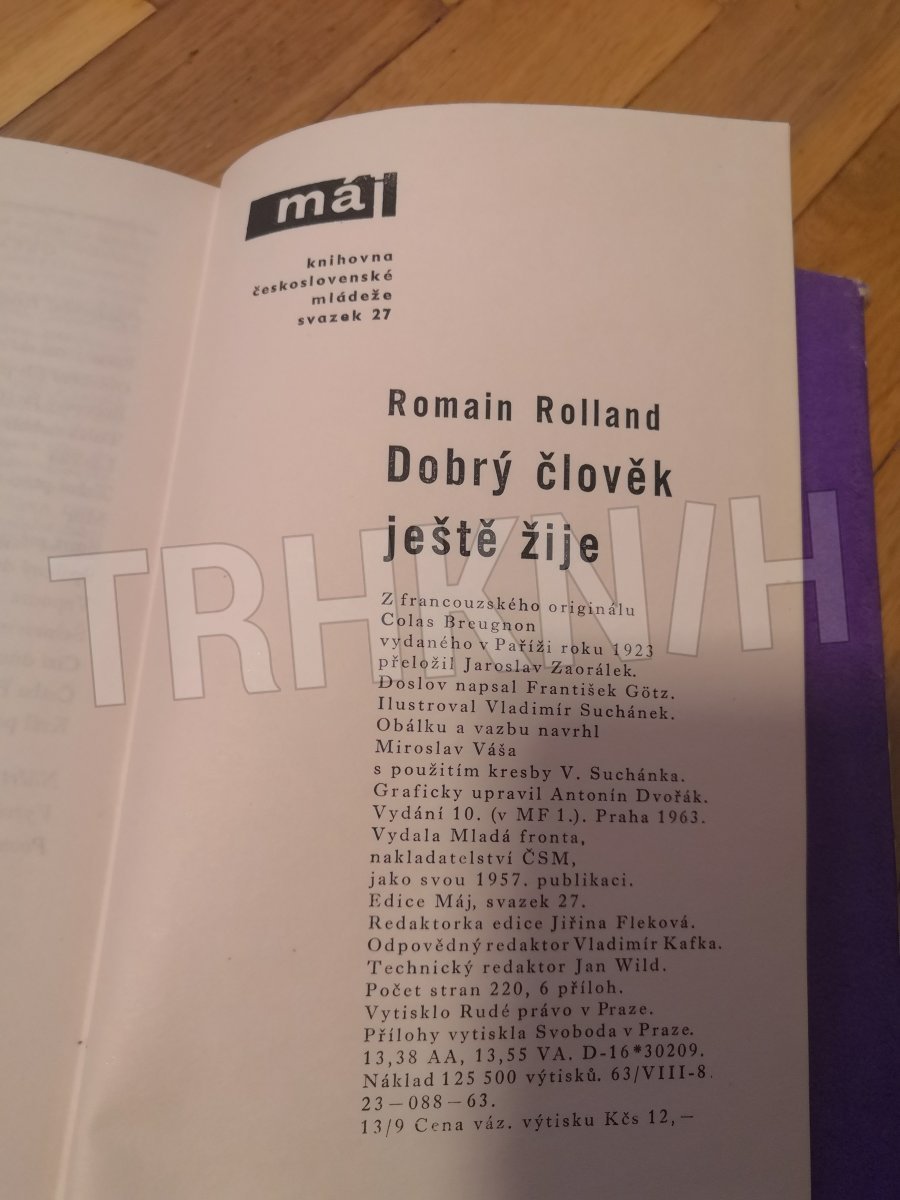 máj
knihovna
československé
mládeže
svazek 27
Romain Rolland
Dobrý člověk
ještě žije
TRHKNIH
Z francouzského originálu
Colas Breugnon
vydaného v Paříži roku 1923
přeložil Jaroslav Zaorálek.
Doslov napsal František Götz.
Ilustroval Vladimír Suchánek.
Obálku a vazbu navrhl
Miroslav Váša
s použitím kresby V. Suchánka.
Graficky upravil Antonín Dvořák.
Vydání 10. (v MF 1.). Praha 1963.
Vydala Mladá fronta,
nakladatelství ČSM,
jako svou 1957. publikaci.
Edice Máj, svazek 27.
Redaktorka edice Jiřina Fleková.
Odpovědný redaktor Vladimír Kafka.
Technický redaktor Jan Wild.
Počet stran 220, 6 příloh.
Vytisklo Rudé právo v Praze.
Přílohy vytiskla Svoboda v Praze.
13,38 AA, 13,55 VA. D-16*30209.
Náklad 125 500 výtisků. 63/VIII-8.
23—088—63.
13/9 Cena váz. výtisku Kčs 12,—